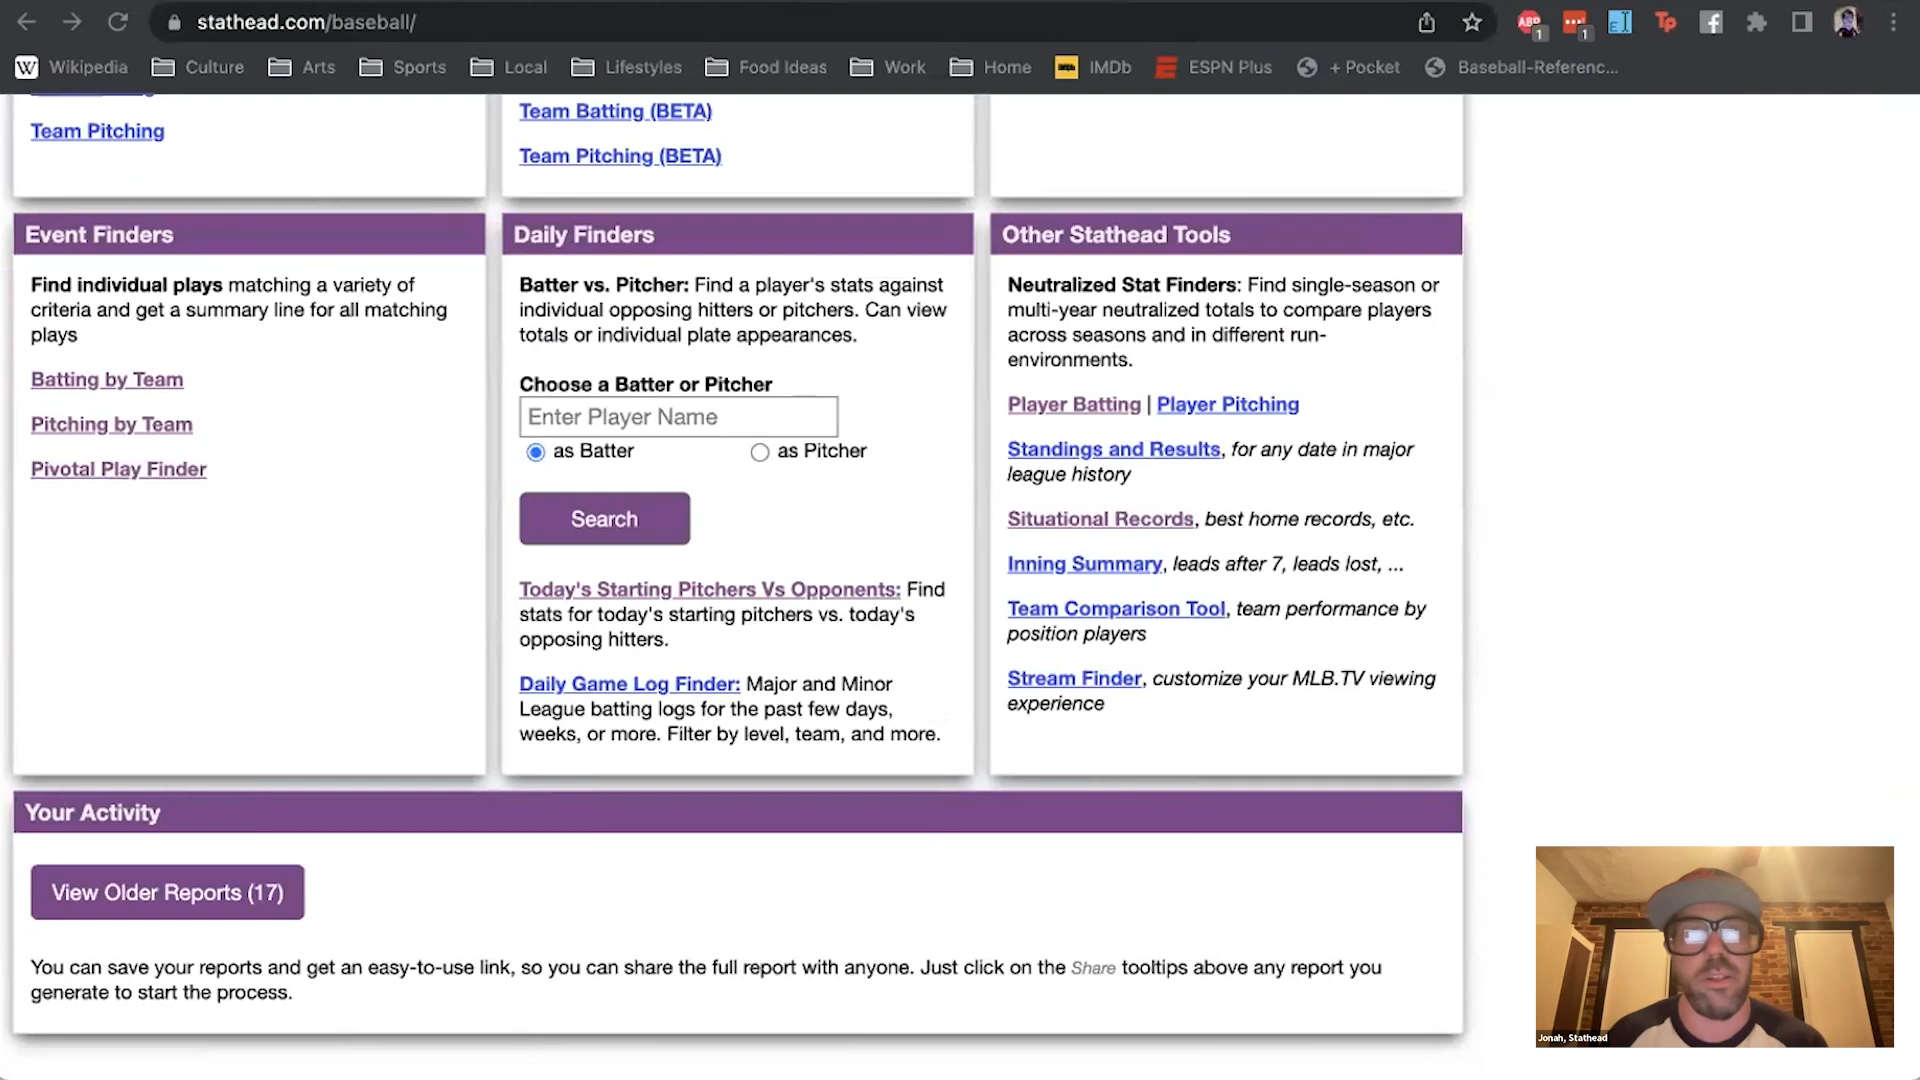 stathead.com/baseball/
ABP
1
1
E
Tp
W Wikipedia
Culture
Arts
Sports
Local
Lifestyles
Food Ideas
Work
Home
IMDb
ESPN Plus
+ Pocket
Baseball-Referenc...
Team Pitching
Team Batting (BETA)
Team Pitching (BETA)
Event Finders
Find individual plays matching a variety of
criteria and get a summary line for all matching
plays
Batting by Team
Pitching by Team
Pivotal Play Finder
Daily Finders
Batter vs. Pitcher: Find a player's stats against
individual opposing hitters or pitchers. Can view
totals or individual plate appearances.
Choose a Batter or Pitcher
Enter Player Name
as Batter
as Pitcher
Search
Today's Starting Pitchers Vs Opponents: Find
stats for today's starting pitchers vs. today's
opposing hitters.
Daily Game Log Finder: Major and Minor
League batting logs for the past few days,
weeks, or more. Filter by level, team, and more.
Other Stathead Tools
Neutralized Stat Finders: Find single-season or
multi-year neutralized totals to compare players
across seasons and in different run-
environments.
Player Batting | Player Pitching
Standings and Results, for any date in major
league history
Situational Records, best home records, etc.
Inning Summary, leads after 7, leads lost, ...
Team Comparison Tool, team performance by
position players
Stream Finder, customize your MLB.TV viewing
experience
Your Activity
View Older Reports (17)
You can save your reports and get an easy-to-use link, so you can share the full report with anyone. Just click on the Share tooltips above any report you
generate to start the process.
Jonah, Stathead